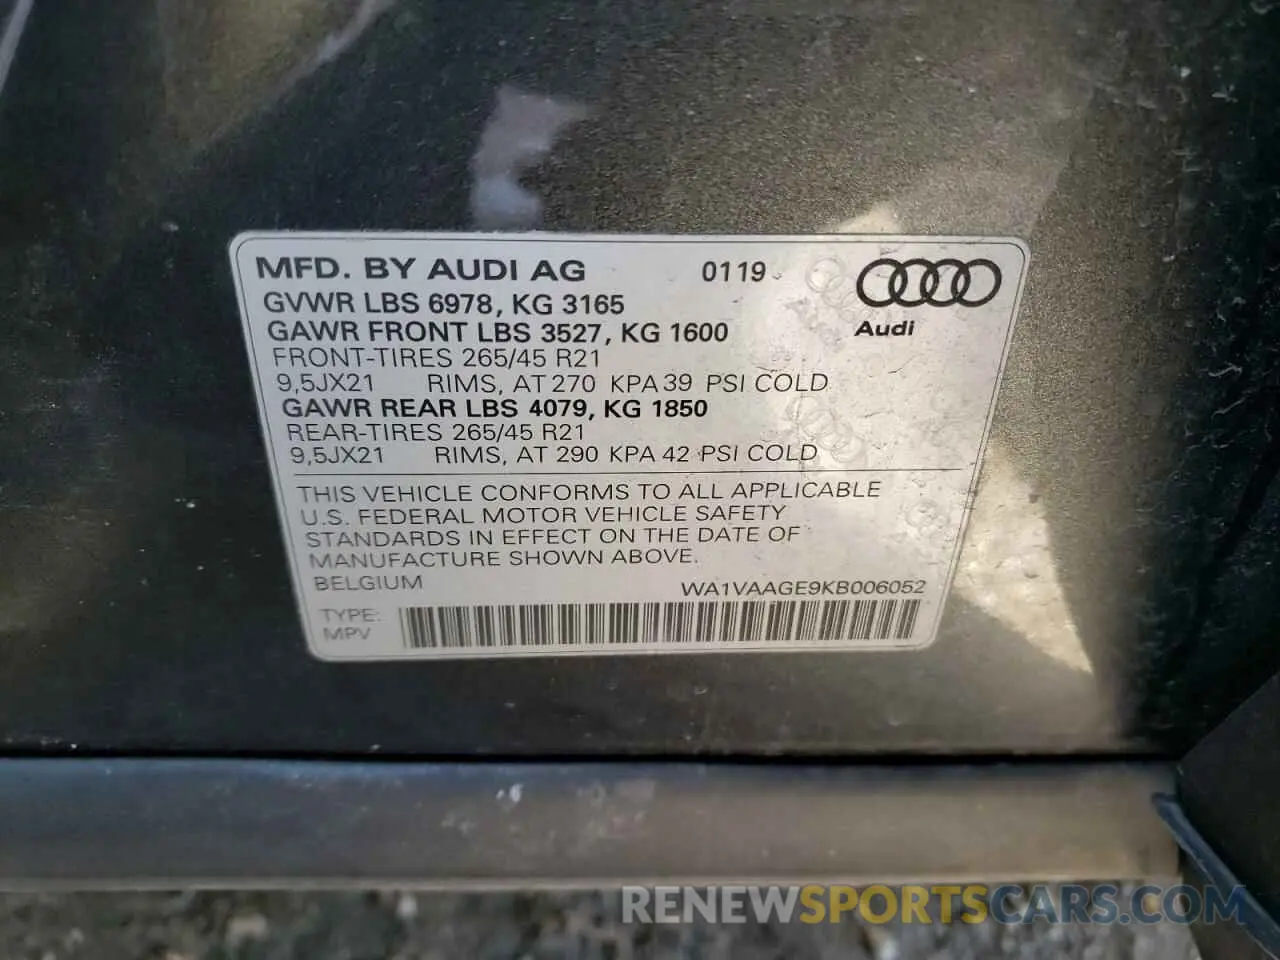 MFD. BY AUDI AG 0119
GVWR LBS 6978, KG 3165
GAWR FRONT LBS 3527, KG 1600
Audi
FRONT-TIRES 265/45 R21
9,5JX21 RIMS, AT 270 KPA 39 PSI COLD
GAWR REAR LBS 4079, KG 1850
REAR-TIRES 265/45 R21
9,5JX21 RIMS, AT 290 KPA 42 PSI COLD
THIS VEHICLE CONFORMS TO ALL APPLICABLE
U.S. FEDERAL MOTOR VEHICLE SAFETY
STANDARDS IN EFFECT ON THE DATE OF
MANUFACTURE SHOWN ABOVE.
BELGIUM WA1VAAGE9KB006052
TYPE:
MPV
RENEWSPORTSCARS.COM